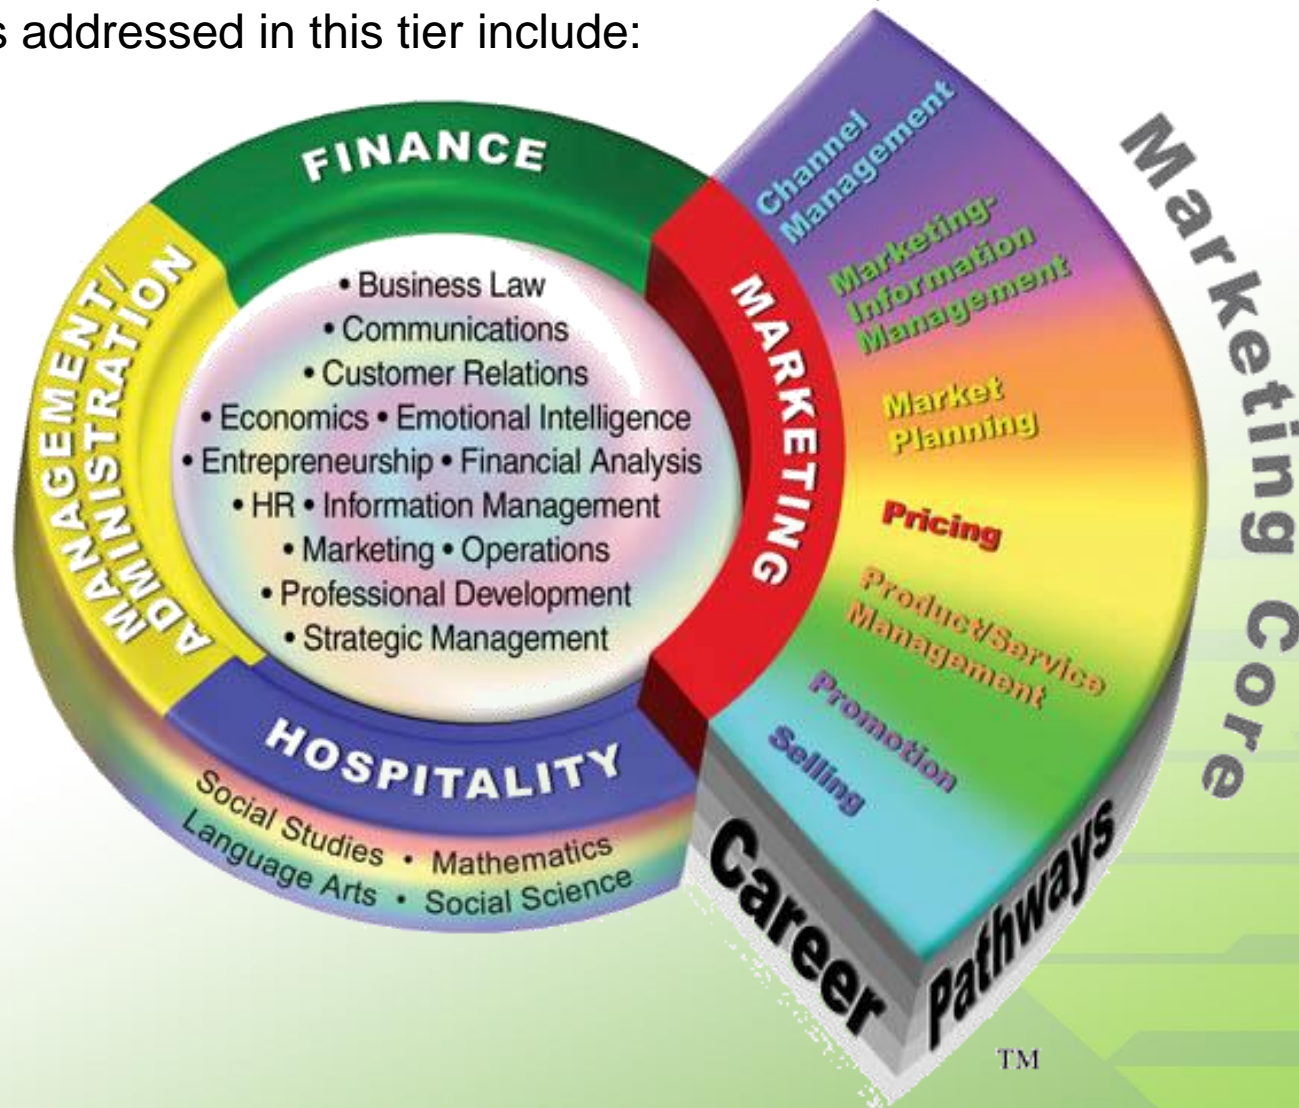 s addressed in this tier include:
FINANCE
MANAGEMENT/
ADMINISTRATION
• Business Law
• Communications
• Customer Relations
• Economics • Emotional Intelligence
• Entrepreneurship • Financial Analysis
• HR • Information Management
• Marketing • Operations
• Professional Development
• Strategic Management
MARKETING
HOSPITALITY
Social Studies • Mathematics
Language Arts • Social Science
Channel
Management
Marketing-
Information
Management
Market
Planning
Pricing
Product/Service
Management
Promotion
Selling
Career
Pathways
TM
Marketing Core